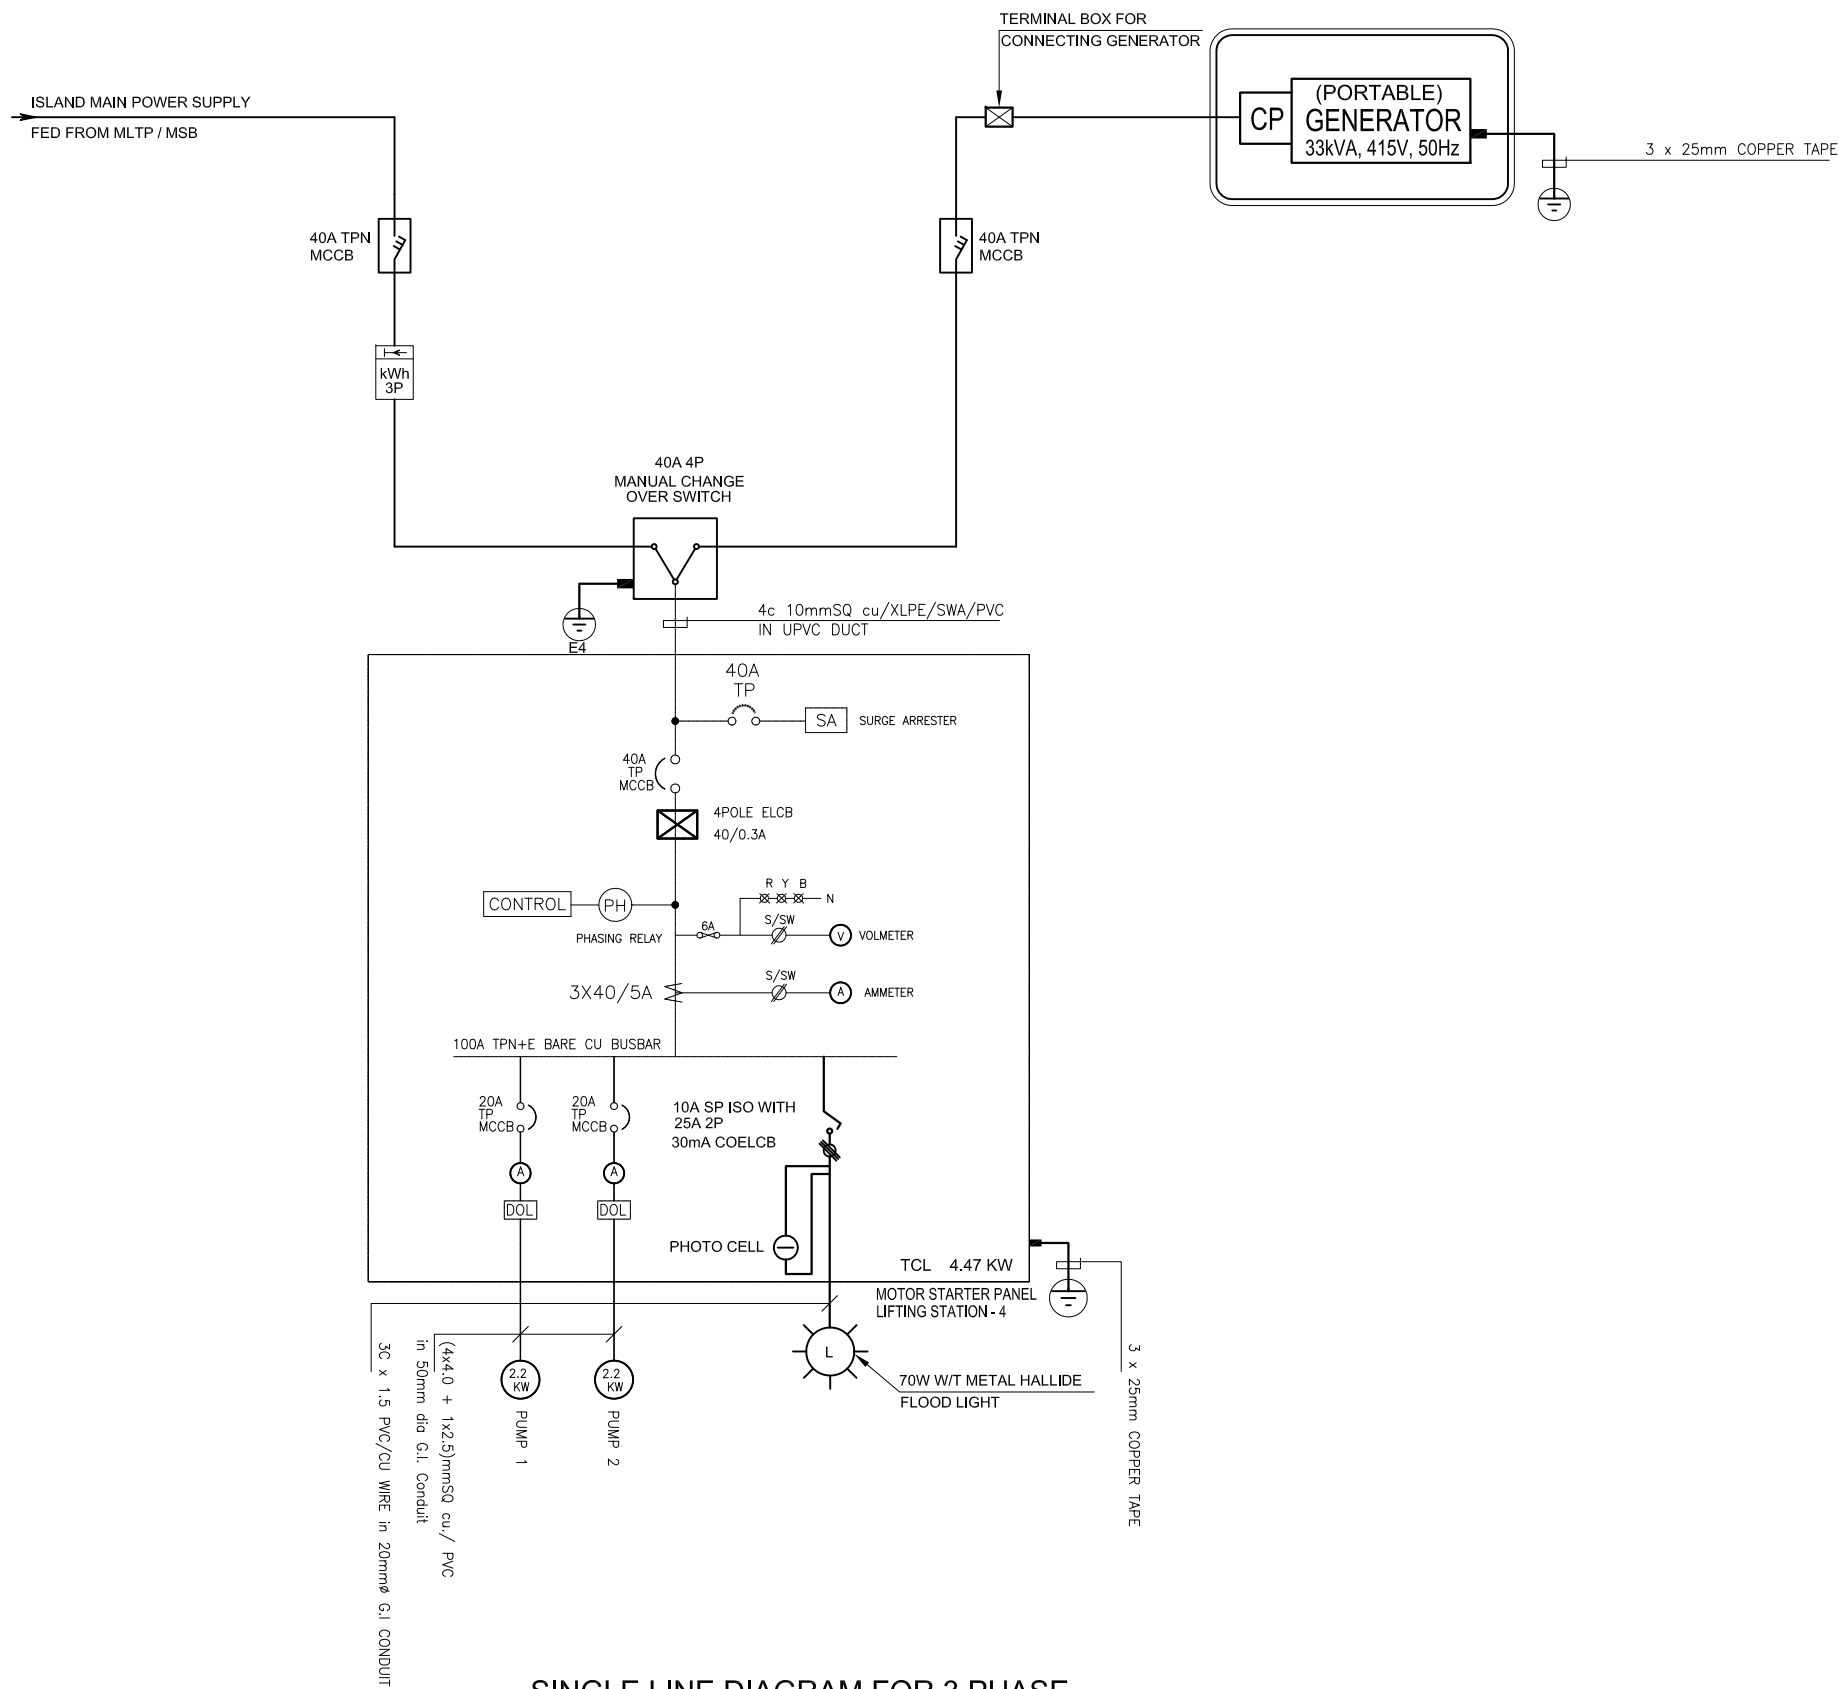 TERMINAL BOX FOR
CONNECTING GENERATOR
ISLAND MAIN POWER SUPPLY
FED FROM MLTP / MSB
CP
(PORTABLE)
GENERATOR
33kVA, 415V, 50Hz
3 x 25mm COPPER TAPE
40A TPN
MCCB
40A TPN
MCCB
kWh
3P
40A 4P
MANUAL CHANGE
OVER SWITCH
E4
4c 10mmSQ cu/XLPE/SWA/PVC
IN UPVC DUCT
40A
TP
SA
SURGE ARRESTER
40A
TP
MCCB
4POLE ELCB
40/0.3A
CONTROL
PH
PHASING RELAY
R Y B
N
6A
S/SW
V
VOLMETER
3X40/5A
S/SW
A
AMMETER
100A TPN+E BARE CU BUSBAR
20A
TP
MCCB
20A
TP
MCCB
10A SP ISO WITH
25A 2P
30mA COELCB
A
A
DOL
DOL
PHOTO CELL
TCL 4.47 KW
MOTOR STARTER PANEL
LIFTING STATION - 4
3 x 25mm COPPER TAPE
L
70W W/T METAL HALLIDE
FLOOD LIGHT
2.2
KW
PUMP 1
2.2
KW
PUMP 2
(4x4.0 + 1x2.5)mmSQ cu./ PVC
in 50mm dia G.I. Conduit
3C x 1.5 PVC/CU WIRE in 20mmø G.I CONDUIT
SINGLE LINE DIAGRAM FOR 3 PHASE